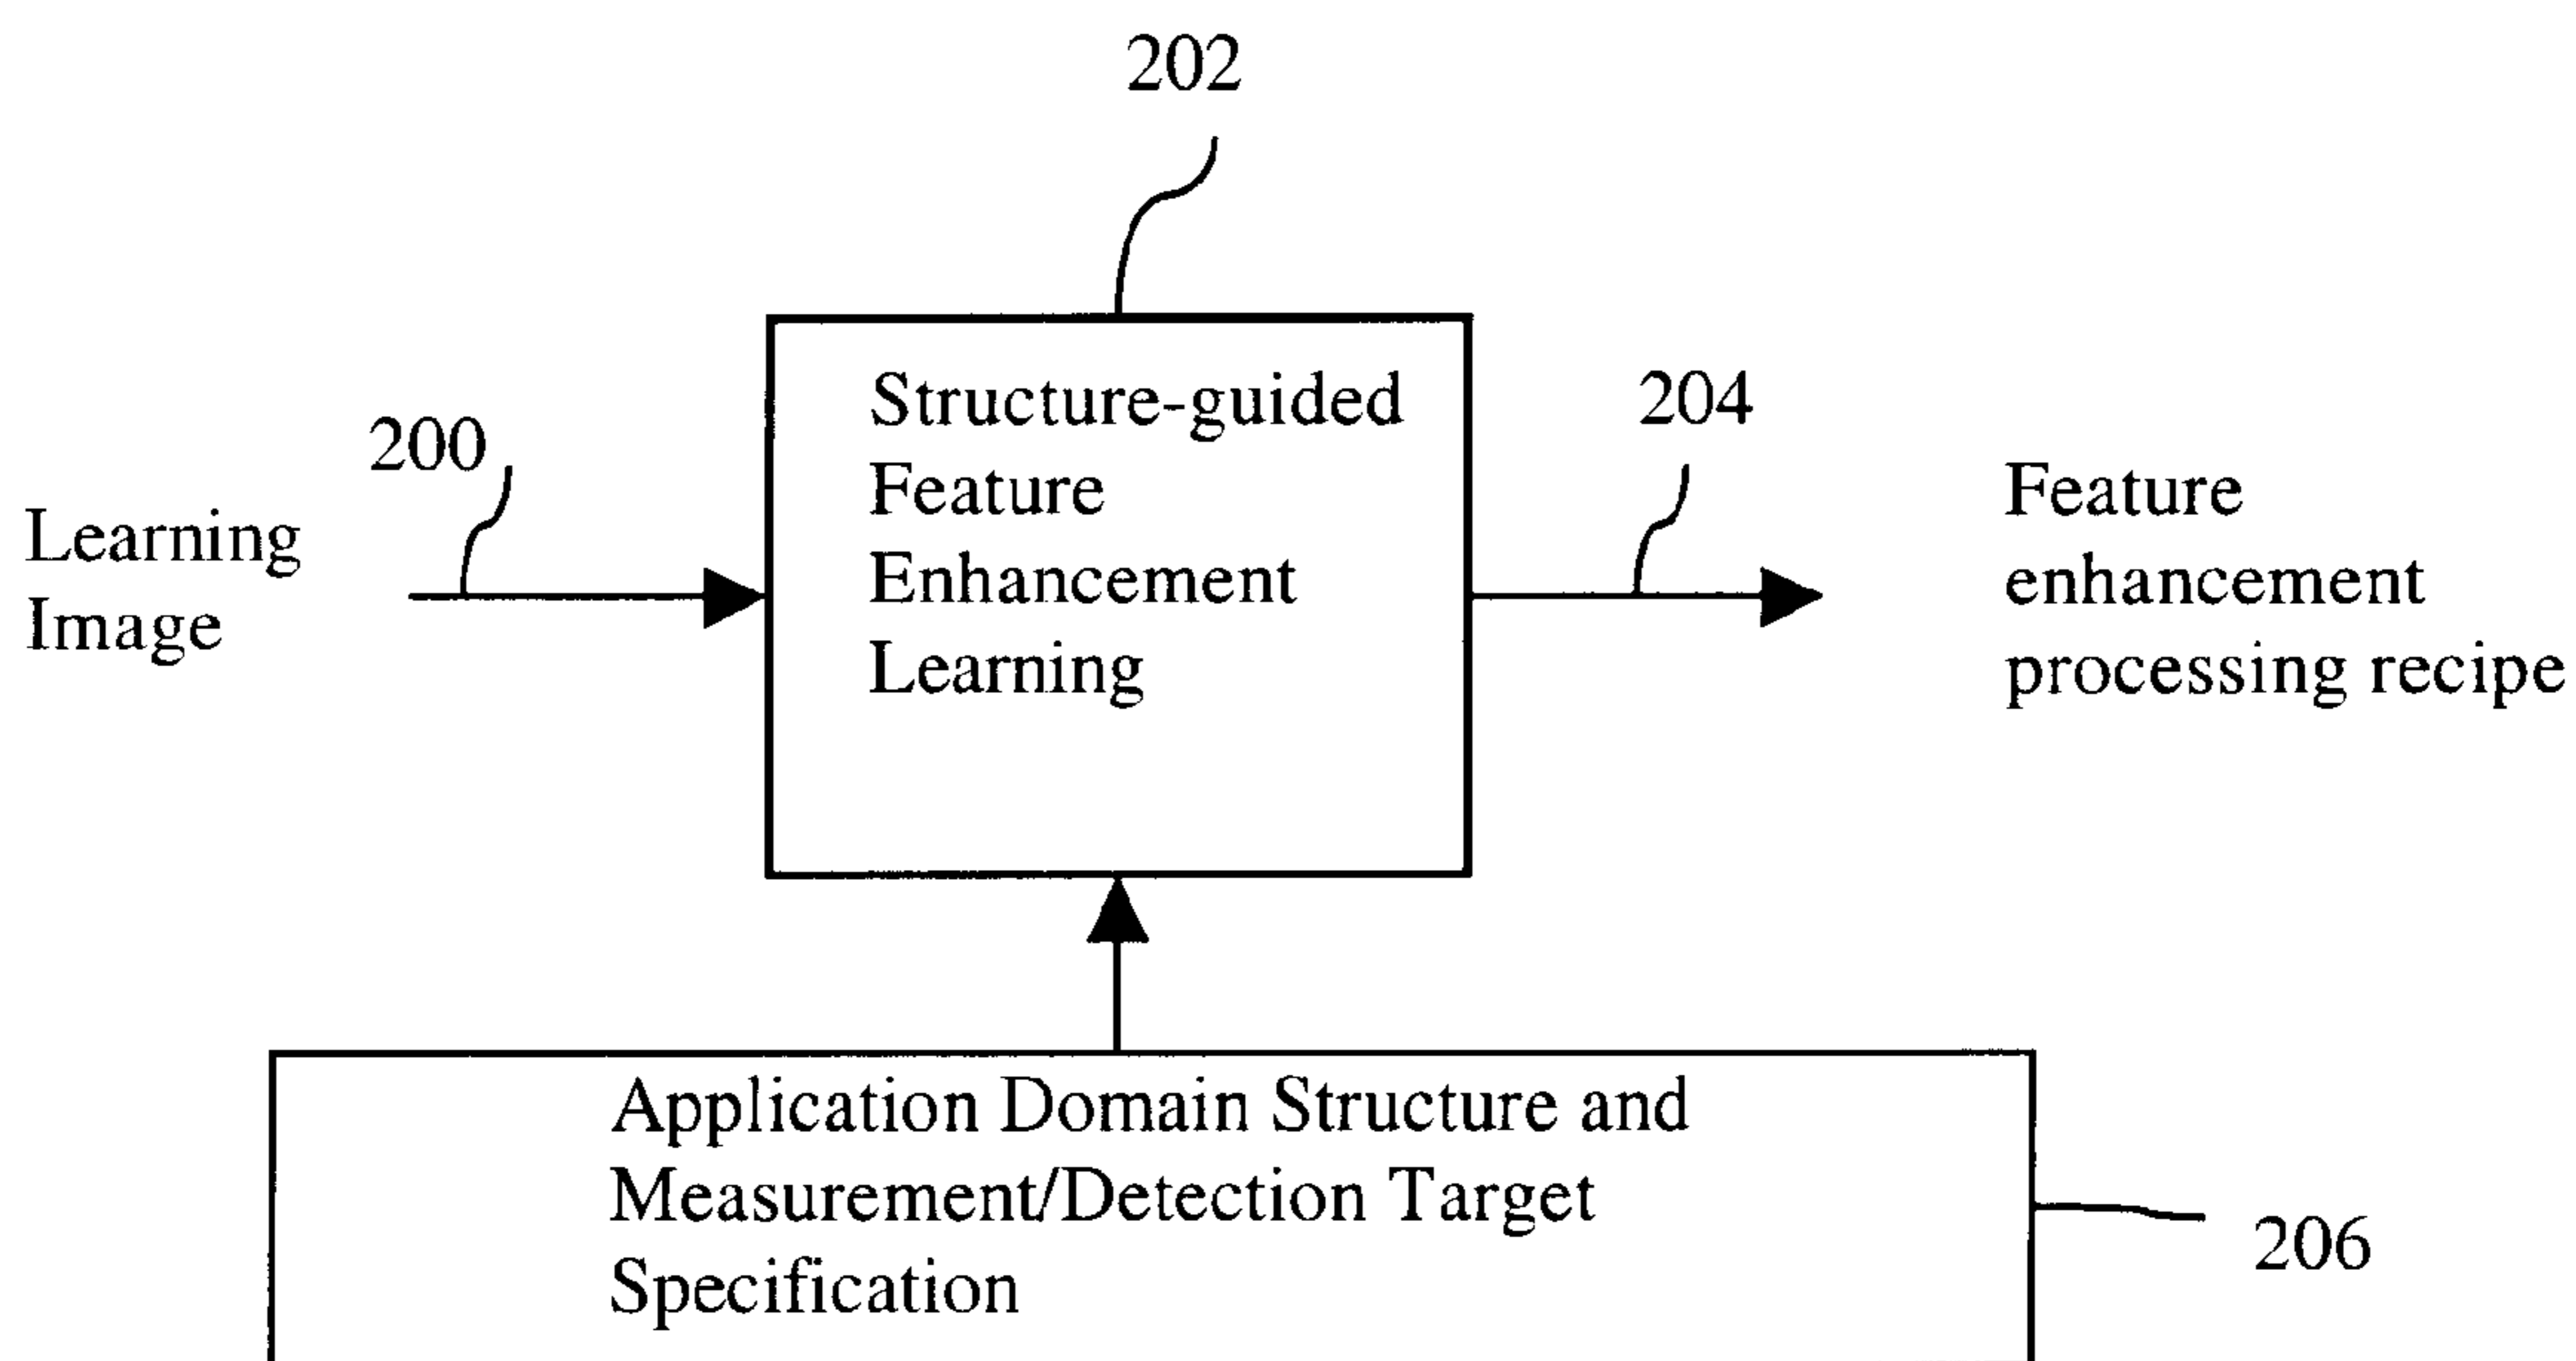 202
Structure-guided
Feature
Enhancement
Learning
200
Learning
Image
204
Feature
enhancement
processing recipe
Application Domain Structure and
Measurement/Detection Target
Specification
206